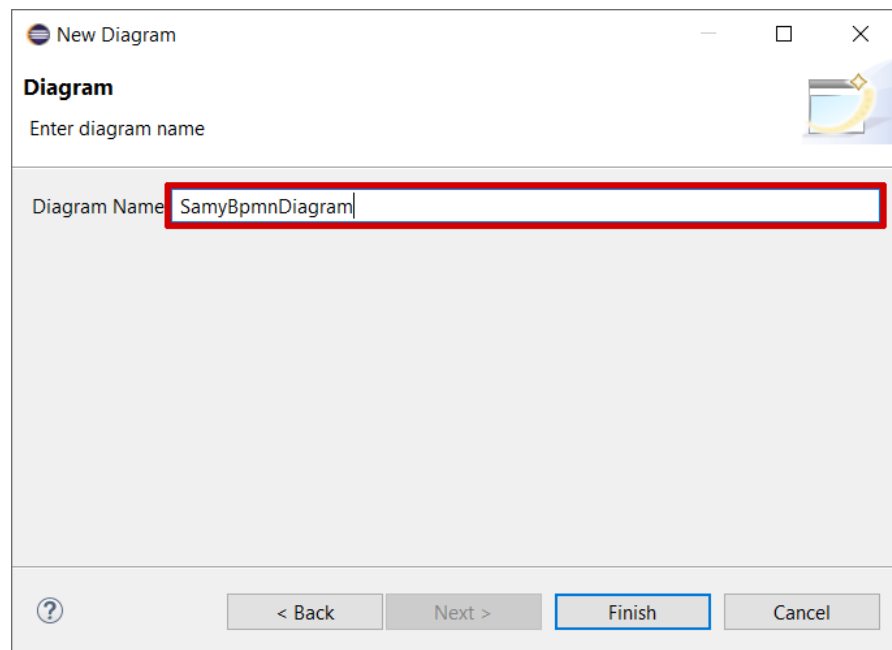 New Diagram
Diagram
Enter diagram name
Diagram Name SamyBpmnDiagram
? < Back Next > Finish Cancel